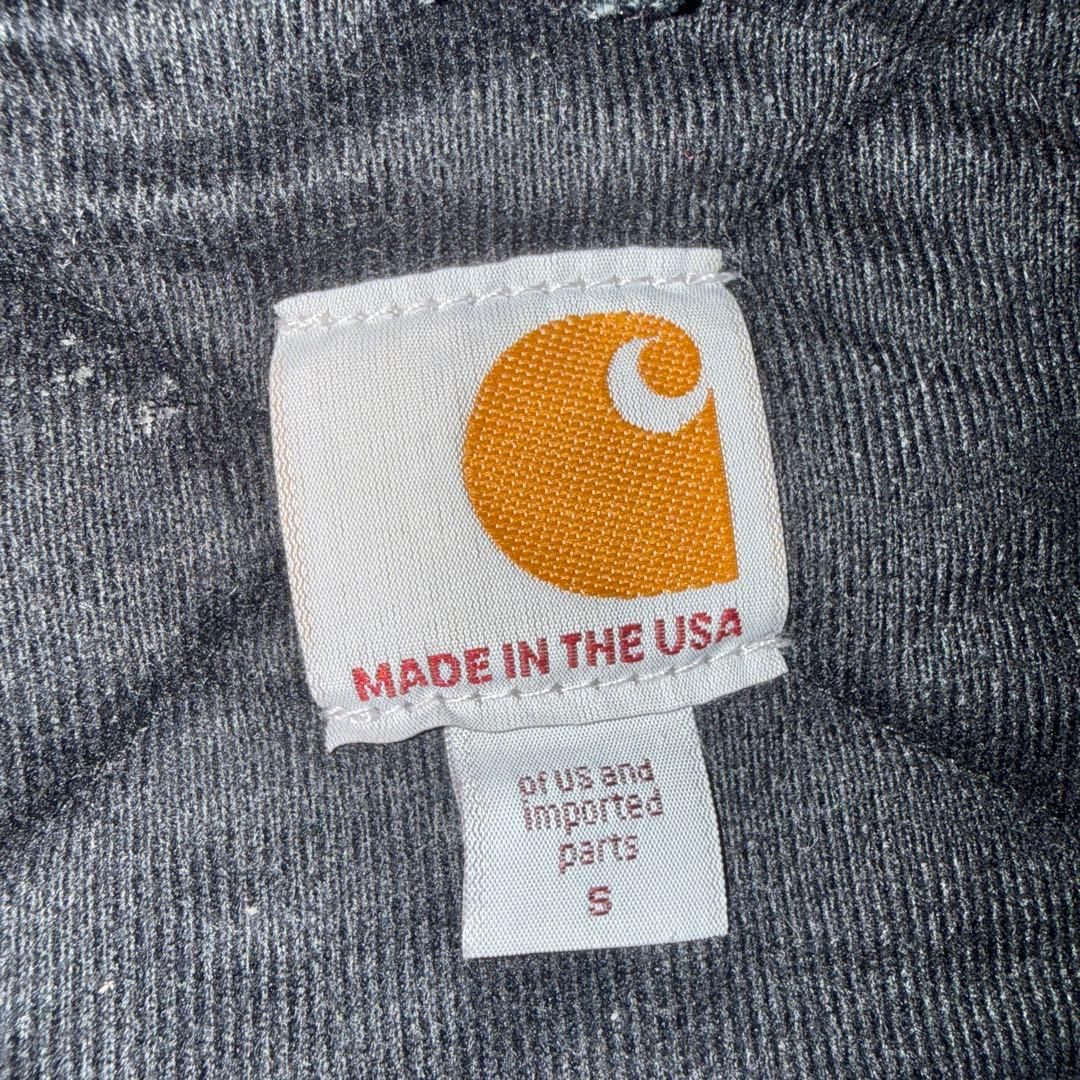 MADE IN THE USA
of US and
imported
parts
S